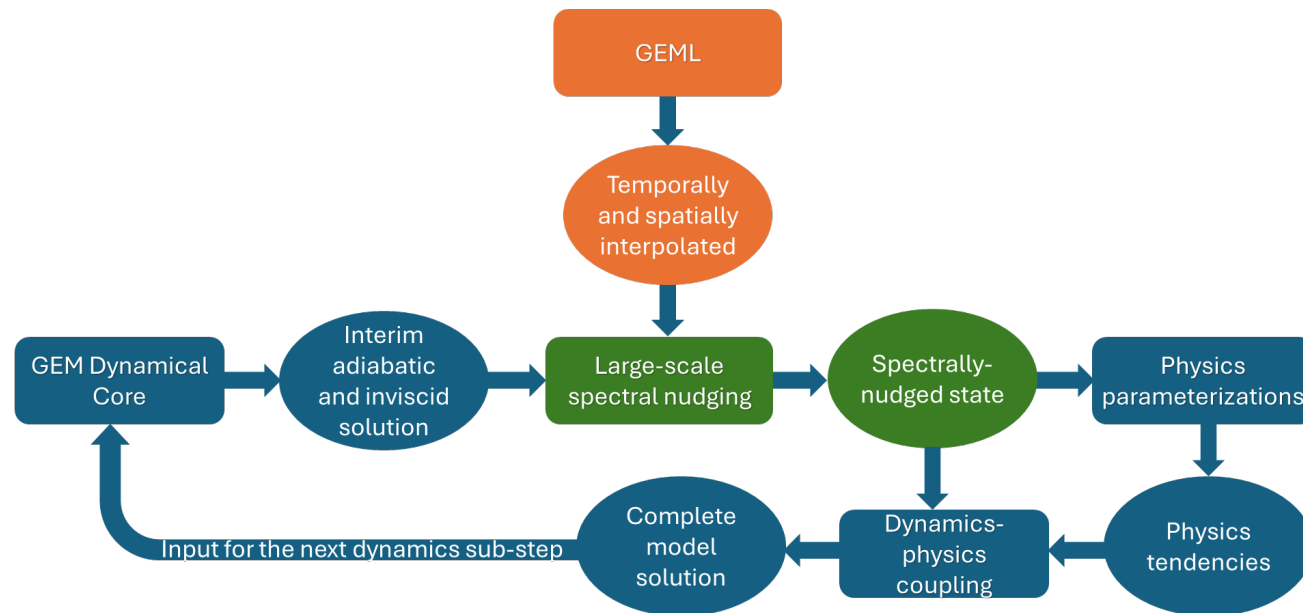 GEML
Temporally
and spatially
interpolated
GEM Dynamical
Core
Interim
adiabatic
and inviscid
solution
Large-scale
spectral nudging
Spectrally-
nudged state
Physics
parameterizations
Input for the next dynamics sub-step
Complete
model
solution
Dynamics-
physics
coupling
Physics
tendencies